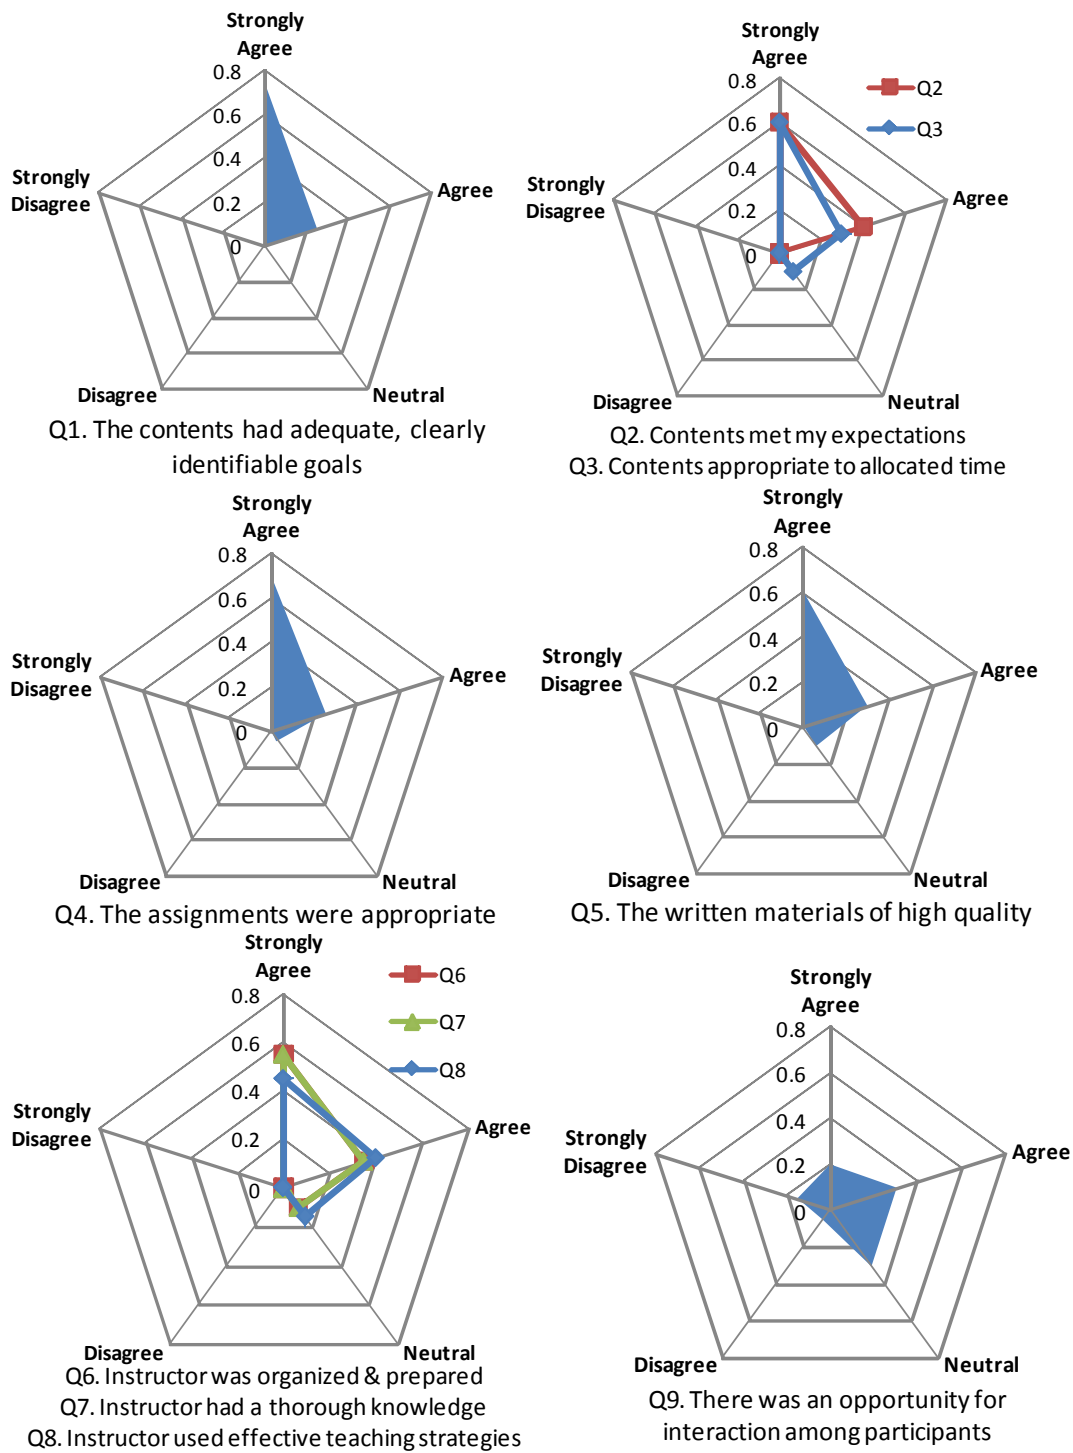 Strongly
Agree
0.8
0.6
0.4
0.2
0
Strongly
Disagree
Agree
Disagree
Neutral
Q1. The contents had adequate, clearly
identifiable goals
Strongly
Agree
0.8
0.6
0.4
0.2
0
Q2
Q3
Strongly
Disagree
Agree
Disagree
Neutral
Q2. Contents met my expectations
Q3. Contents appropriate to allocated time
Strongly
Agree
0.8
0.6
0.4
0.2
0
Strongly
Disagree
Agree
Disagree
Neutral
Q4. The assignments were appropriate
Strongly
Agree
0.8
0.6
0.4
0.2
0
Strongly
Disagree
Agree
Disagree
Neutral
Q5. The written materials of high quality
Strongly
Agree
0.8
0.6
0.4
0.2
0
Q6
Q7
Q8
Strongly
Disagree
Agree
Disagree
Neutral
Q6. Instructor was organized & prepared
Q7. Instructor had a thorough knowledge
Q8. Instructor used effective teaching strategies
Strongly
Agree
0.8
0.6
0.4
0.2
0
Strongly
Disagree
Agree
Disagree
Neutral
Q9. There was an opportunity for
interaction among participants